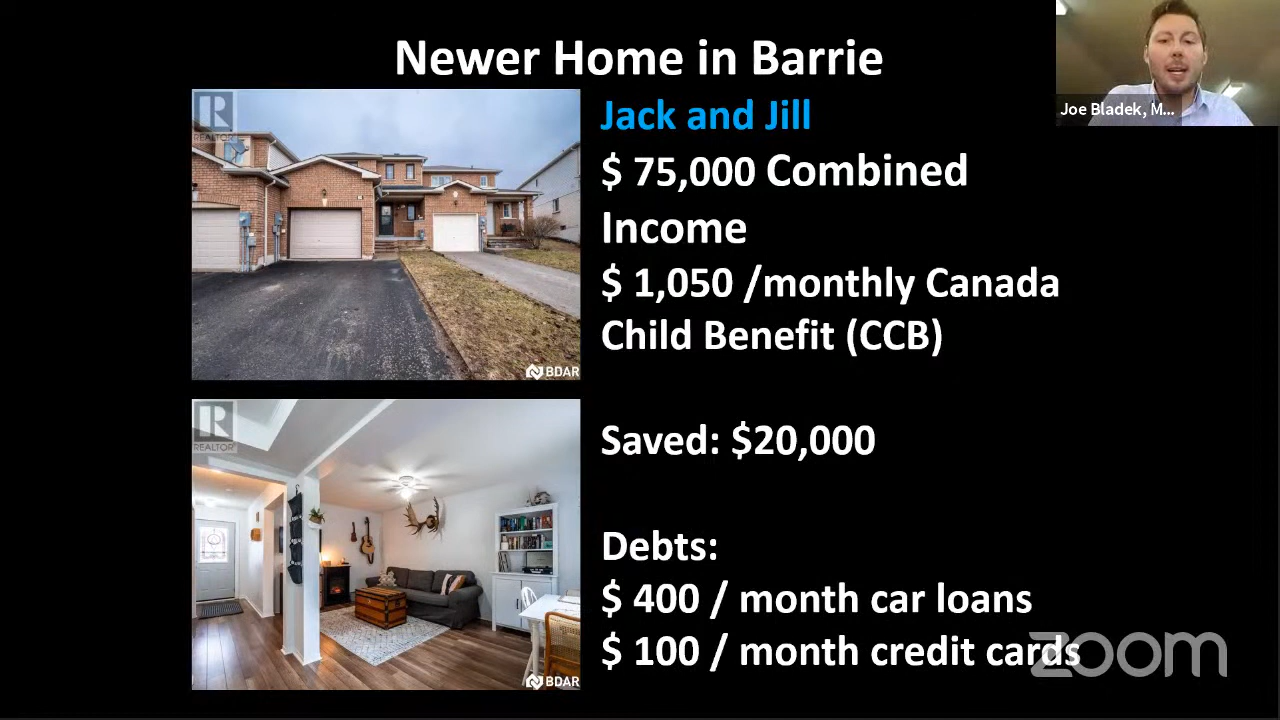 Newer Home in Barrie
Joe Bladek, M...
Jack and Jill
$ 75,000 Combined
Income
$ 1,050 /monthly Canada
Child Benefit (CCB)
Saved: $20,000
Debts:
$ 400 / month car loans
$ 100 / month credit cards
zoom
R
REALTOR®
BDAR
R
REALTOR®
BDAR